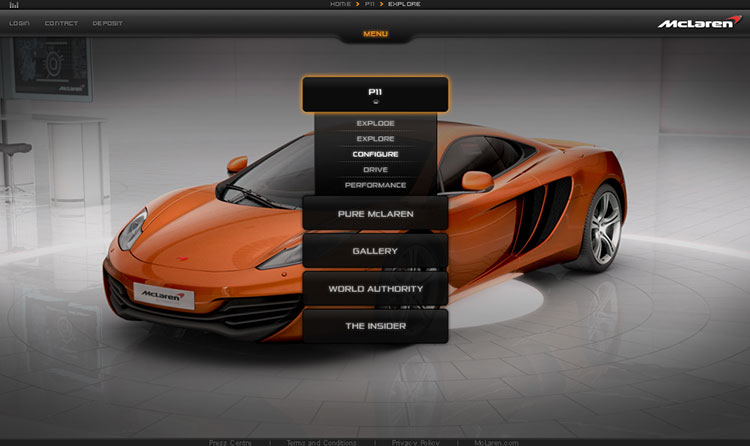 HOME > P11 > EXPLORE
LOGIN CONTACT DEPOSIT
McLaren
MENU
P11
EXPLODE
EXPLORE
CONFIGURE
DRIVE
PERFORMANCE
PURE McLAREN
GALLERY
WORLD AUTHORITY
THE INSIDER
McLaren
McLaren
Press Centre | Terms and Conditions | Privacy Policy | McLaren.com